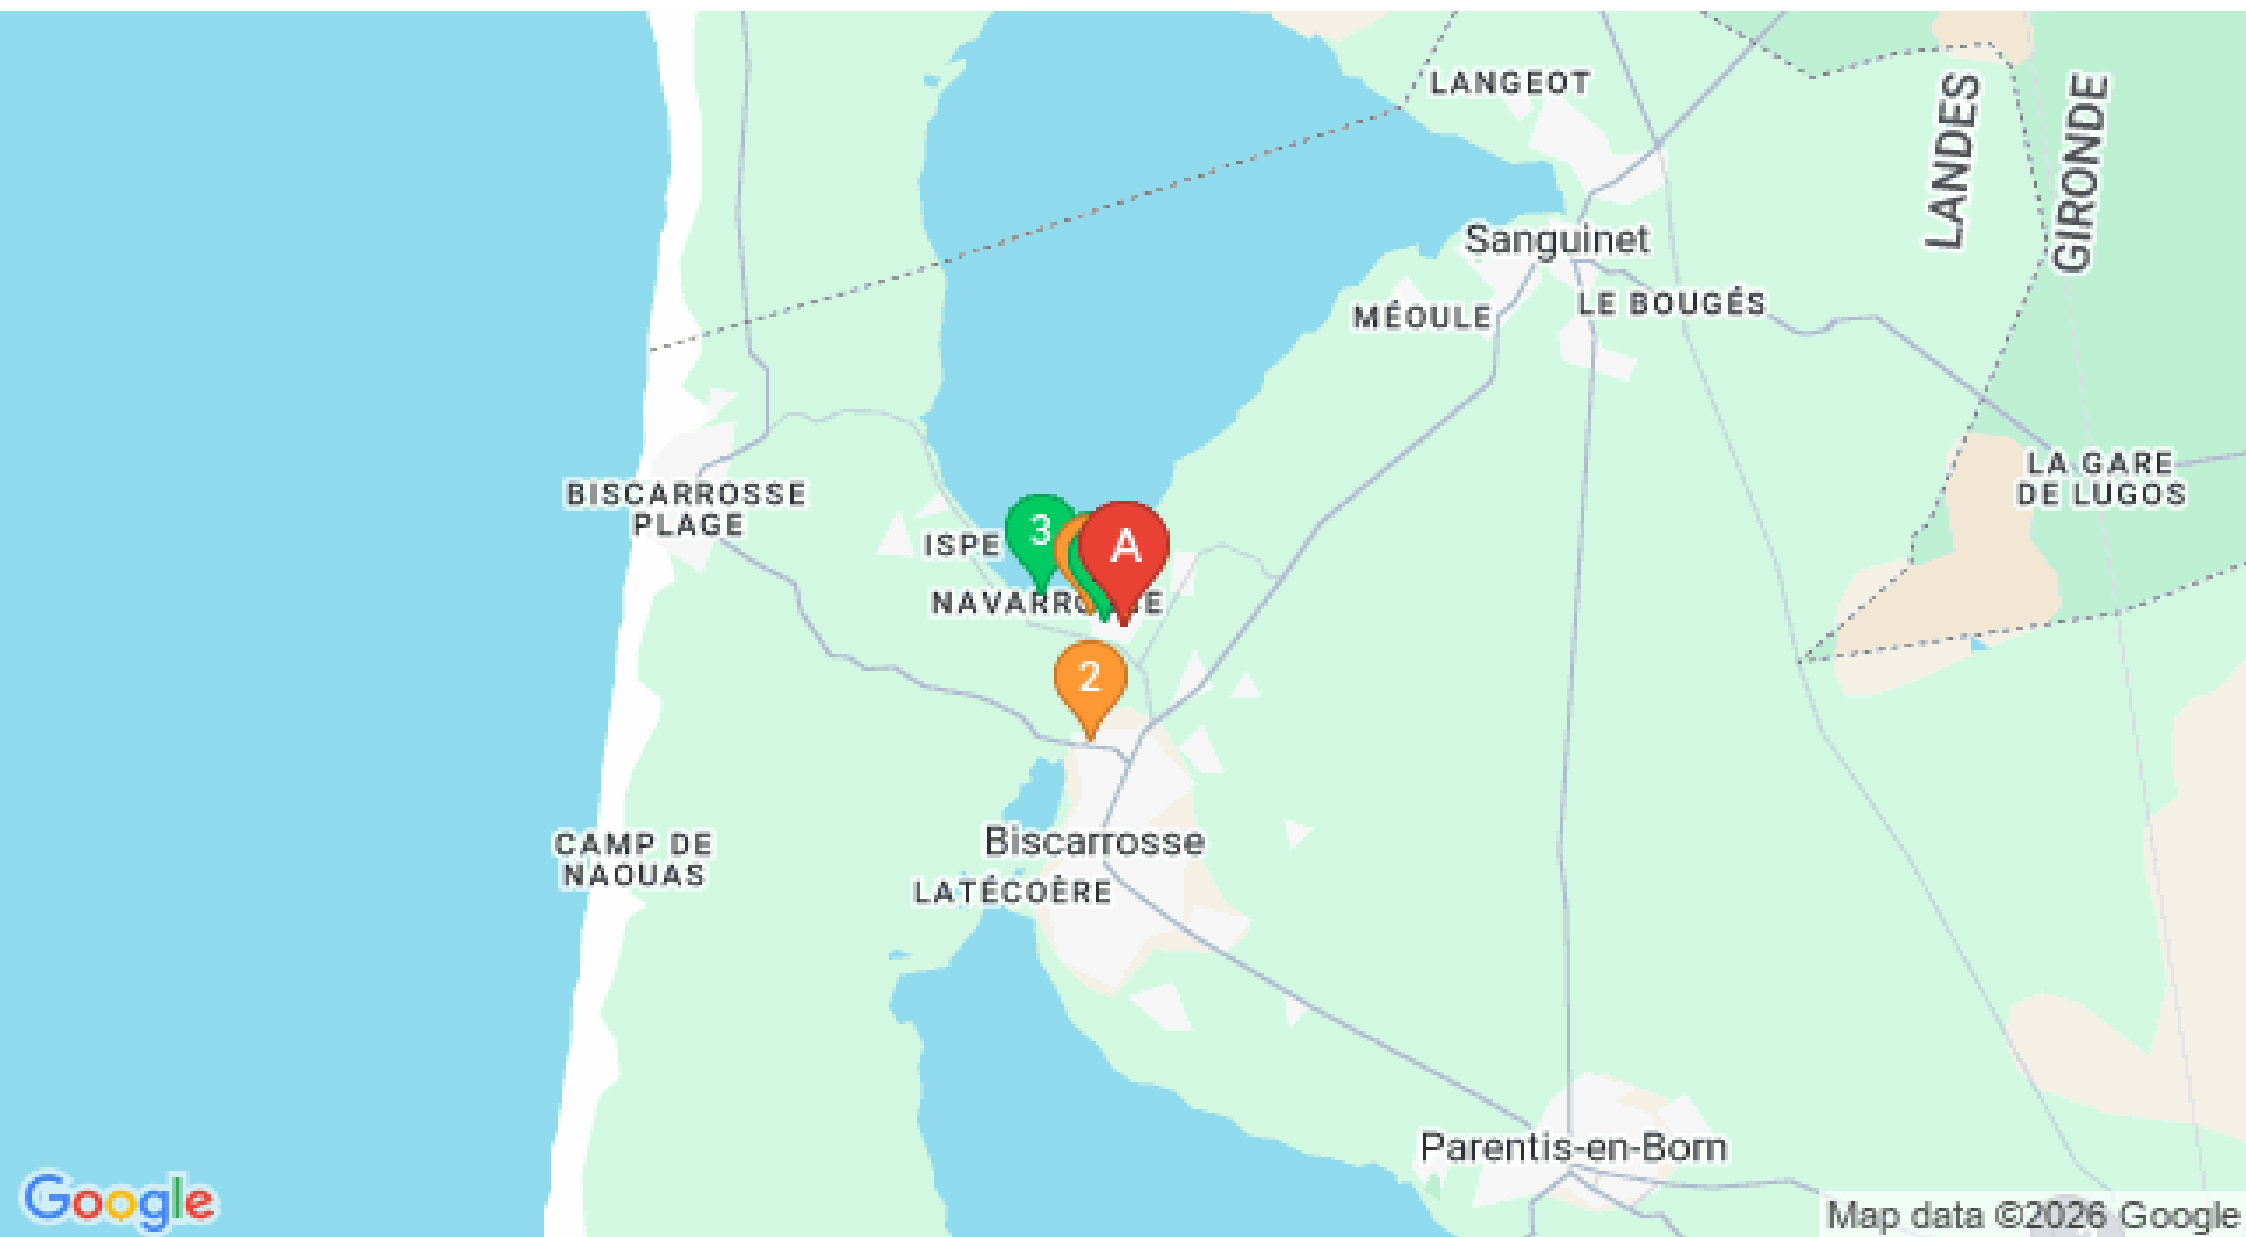 LANGEOT
LANDES
GIRONDE
Sanguinet
LE BOUGÉS
MÉOULE
LA GARE
DE LUGOS
BISCARROSSE
PLAGE
ISPE
3
A
NAVARRO
E
2
Biscarrosse
CAMP DE
NAOUAS
LATÉCOÈRE
Parentis-en-Born
Google
Map data ©2026 Google